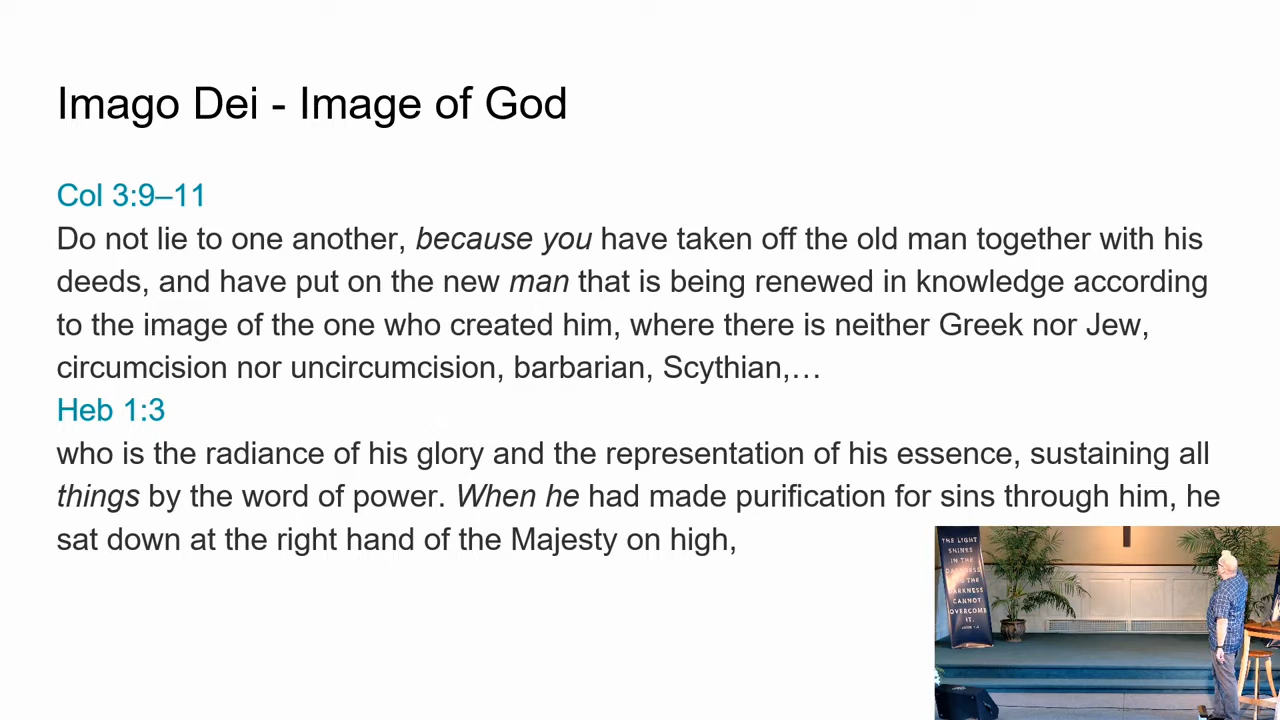 Imago Dei - Image of God
Col 3:9–11
Do not lie to one another, because you have taken off the old man together with his
deeds, and have put on the new man that is being renewed in knowledge according
to the image of the one who created him, where there is neither Greek nor Jew,
circumcision nor uncircumcision, barbarian, Scythian,…
Heb 1:3
who is the radiance of his glory and the representation of his essence, sustaining all
things by the word of power. When he had made purification for sins through him, he
sat down at the right hand of the Majesty on high,
THE LIGHT
SHINES
IN THE
DARKNESS
THE
DARKNESS
CANNOT
OVERCOME
IT.